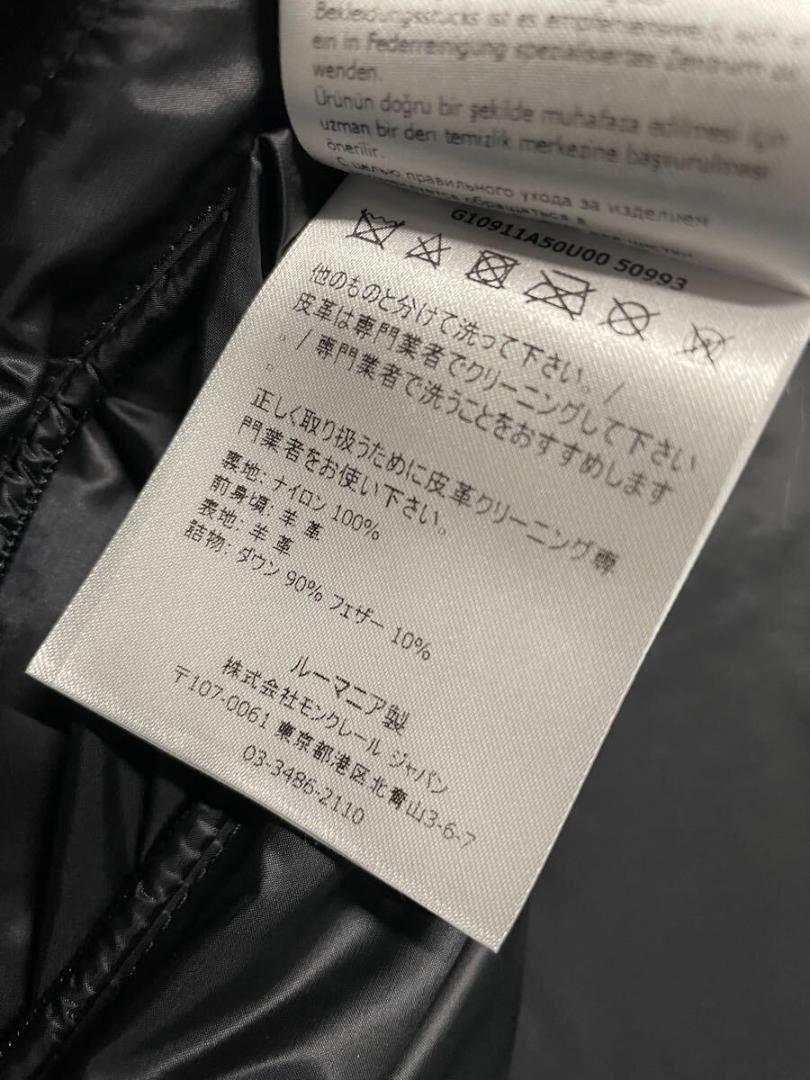 Bekleidungsstücks ist es empfehlenswert, sich
ein in Federreinigung spezialisiertes Zentrum
wenden.
Ürünün doğru bir şekilde muhafaza edilmesi için
uzman bir deri temizlik merkezine başvurulması
önerilir.
С целью правильного ухода за изделием
обращаться в
G10911A50U00 50993
他のものと分けて洗って下さい。/
皮革は専門業者でクリーニングして下さい
。/ 専門業者で洗うことをおすすめします
。
正しく取り扱うために皮革クリーニング専
門業者をお使い下さい。
裏地: ナイロン 100%
前身頃: 羊 革
表地: 羊 革
詰物: ダウン 90% フェザー 10%
ルーマニア製
株式会社モンクレール ジャパン
〒107-0061 東京都港区北青山3-6-7
03-3486-2110